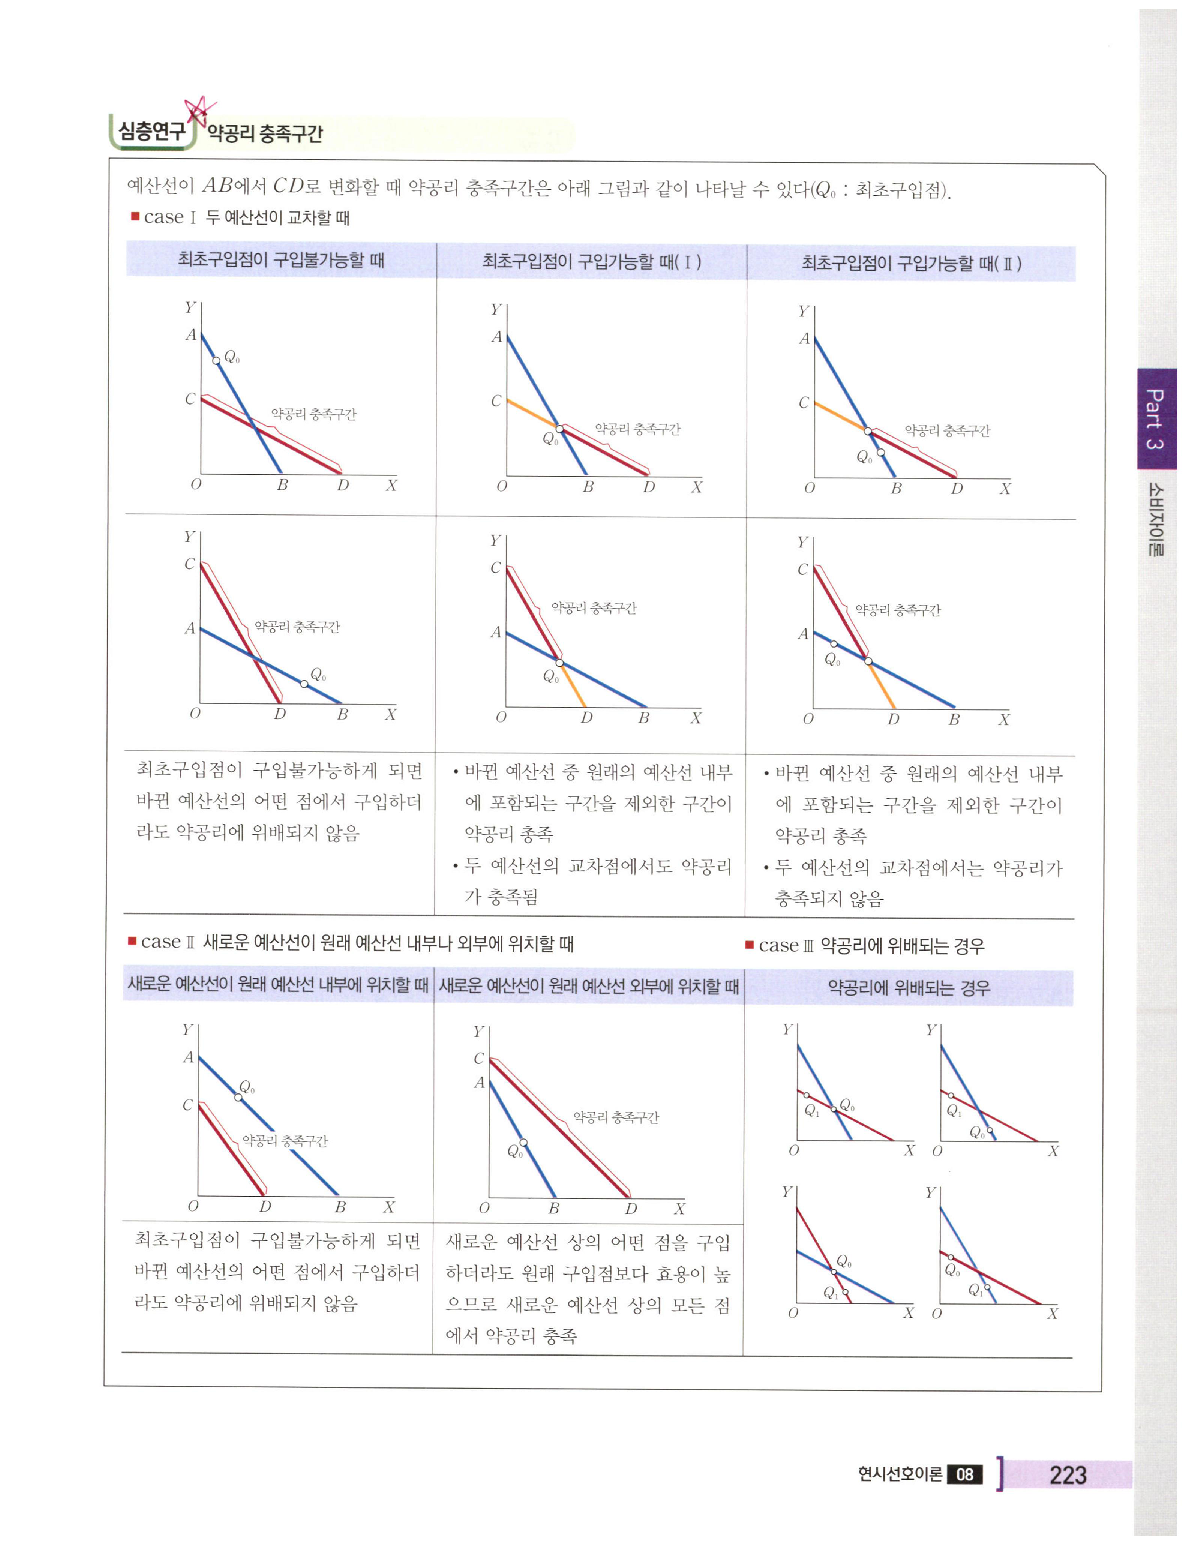 심층연구 약공리 충족구간
예산선이 AB에서 CD로 변화할 때 약공리 충족구간은 아래 그림과 같이 나타날 수 있다(Q₀ : 최초구입점).
■ case Ⅰ 두 예산선이 교차할 때
최초구입점이 구입불가능할 때
최초구입점이 구입가능할 때(Ⅰ)
최초구입점이 구입가능할 때(Ⅱ)
Y
A
Q₀
C
약공리 충족구간
O B D X
Y
A
C
약공리 충족구간
Q₀
O B D X
Y
A
C
약공리 충족구간
Q₀
O B D X
Y
C
약공리 충족구간
A
Q₀
O D B X
Y
C
약공리 충족구간
A
Q₀
O D B X
Y
C
약공리 충족구간
A
Q₀
O D B X
최초구입점이 구입불가능하게 되면
바뀐 예산선의 어떤 점에서 구입하더
라도 약공리에 위배되지 않음
• 바뀐 예산선 중 원래의 예산선 내부
에 포함되는 구간을 제외한 구간이
약공리 충족
• 두 예산선의 교차점에서도 약공리
가 충족됨
• 바뀐 예산선 중 원래의 예산선 내부
에 포함되는 구간을 제외한 구간이
약공리 충족
• 두 예산선의 교차점에서는 약공리가
충족되지 않음
■ case Ⅱ 새로운 예산선이 원래 예산선 내부나 외부에 위치할 때
새로운 예산선이 원래 예산선 내부에 위치할 때
새로운 예산선이 원래 예산선 외부에 위치할 때
Y
A
Q₀
C
약공리 충족구간
O D B X
Y
C
A
약공리 충족구간
Q₀
O B D X
최초구입점이 구입불가능하게 되면
바뀐 예산선의 어떤 점에서 구입하더
라도 약공리에 위배되지 않음
새로운 예산선 상의 어떤 점을 구입
하더라도 원래 구입점보다 효용이 높
으므로 새로운 예산선 상의 모든 점
에서 약공리 충족
■ case Ⅲ 약공리에 위배되는 경우
약공리에 위배되는 경우
Y
Q₁ Q₀
O X
Y
Q₁
Q₀
O X
Y
Q₀
Q₁
O X
Y
Q₀
Q₁
O X
Part 3
소비자이론
현시선호이론 08 223